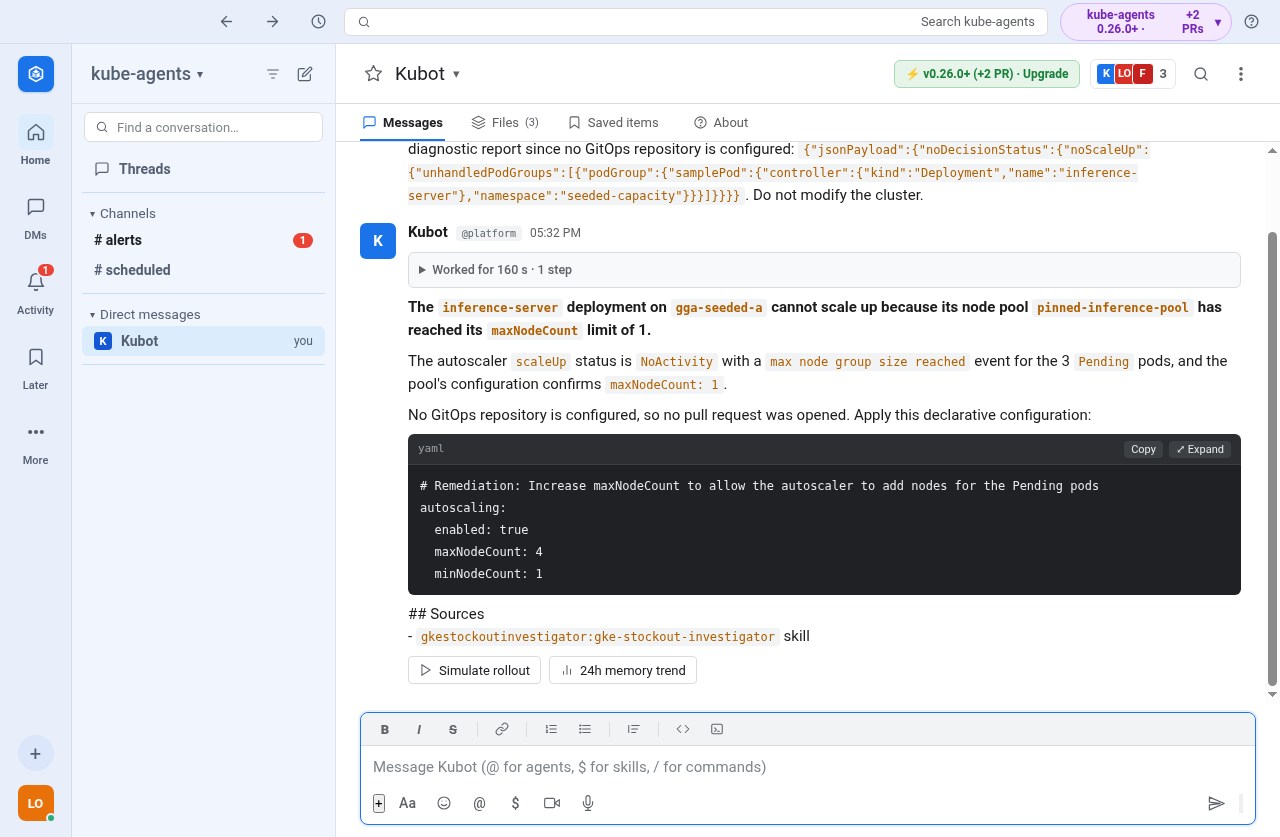 Search kube-agents
kube-agents 0.26.0+ · +2 PRs ▾
kube-agents ▾
Kubot ▾
⚡ v0.26.0+ (+2 PR) · Upgrade
K LO F 3
Find a conversation…
Messages Files (3) Saved items About
Home
DMs
1
Activity
Later
More
+
LO
Threads
Channels
# alerts 1
# scheduled
Direct messages
K Kubot you
diagnostic report since no GitOps repository is configured: {"jsonPayload":{"noDecisionStatus":{"noScaleUp":
{"unhandledPodGroups":[{"podGroup":{"samplePod":{"controller":{"kind":"Deployment","name":"inference-
server"},"namespace":"seeded-capacity"}}}]}}}} . Do not modify the cluster.
K
Kubot @platform 05:32 PM
▶ Worked for 160 s · 1 step
The inference-server deployment on gga-seeded-a cannot scale up because its node pool pinned-inference-pool has
reached its maxNodeCount limit of 1.
The autoscaler scaleUp status is NoActivity with a max node group size reached event for the 3 Pending pods, and the
pool's configuration confirms maxNodeCount: 1 .
No GitOps repository is configured, so no pull request was opened. Apply this declarative configuration:
yaml Copy Expand
# Remediation: Increase maxNodeCount to allow the autoscaler to add nodes for the Pending pods
autoscaling:
  enabled: true
  maxNodeCount: 4
  minNodeCount: 1
## Sources
- gkestockoutinvestigator:gke-stockout-investigator skill
Simulate rollout 24h memory trend
B I S
Message Kubot (@ for agents, $ for skills, / for commands)
+ Aa @ $